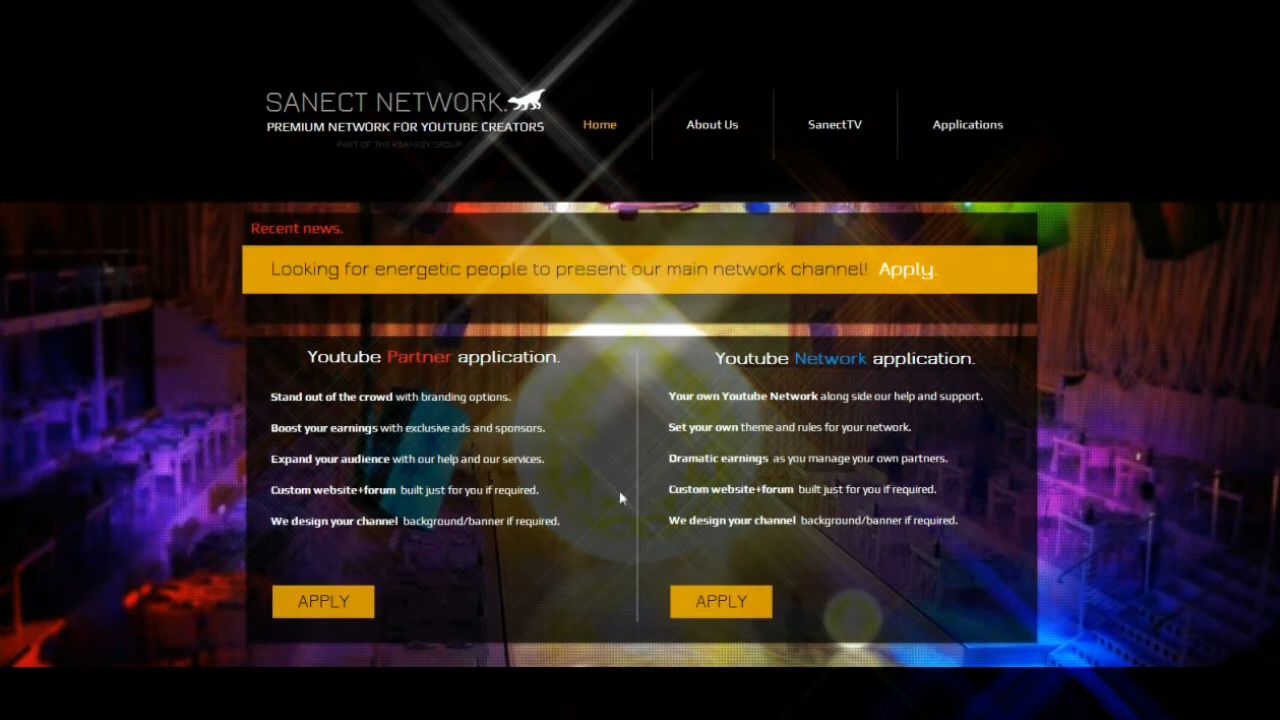 SANECT NETWORK.
PREMIUM NETWORK FOR YOUTUBE CREATORS
PART OF THE KSANKEY GROUP
Home
About Us
SanectTV
Applications
Recent news.
Looking for energetic people to present our main network channel! Apply.
Youtube Partner application.
Stand out of the crowd with branding options.
Boost your earnings with exclusive ads and sponsors.
Expand your audience with our help and our services.
Custom website+forum built just for you if required.
We design your channel background/banner if required.
APPLY
Youtube Network application.
Your own Youtube Network along side our help and support.
Set your own theme and rules for your network.
Dramatic earnings as you manage your own partners.
Custom website+forum built just for you if required.
We design your channel background/banner if required.
APPLY